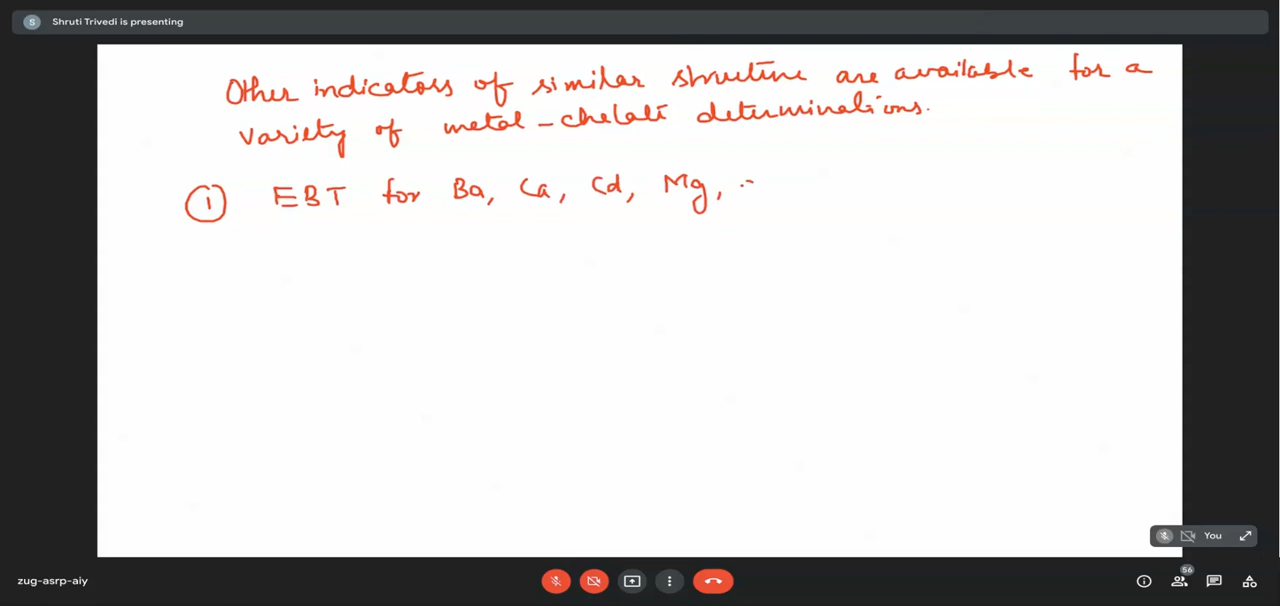 S Shruti Trivedi is presenting
Other indicators of similar structure are available for a
variety of metal-chelate determinations.
① EBT for Ba, Ca, Cd, Mg,
You
zug-asrp-aiy
56